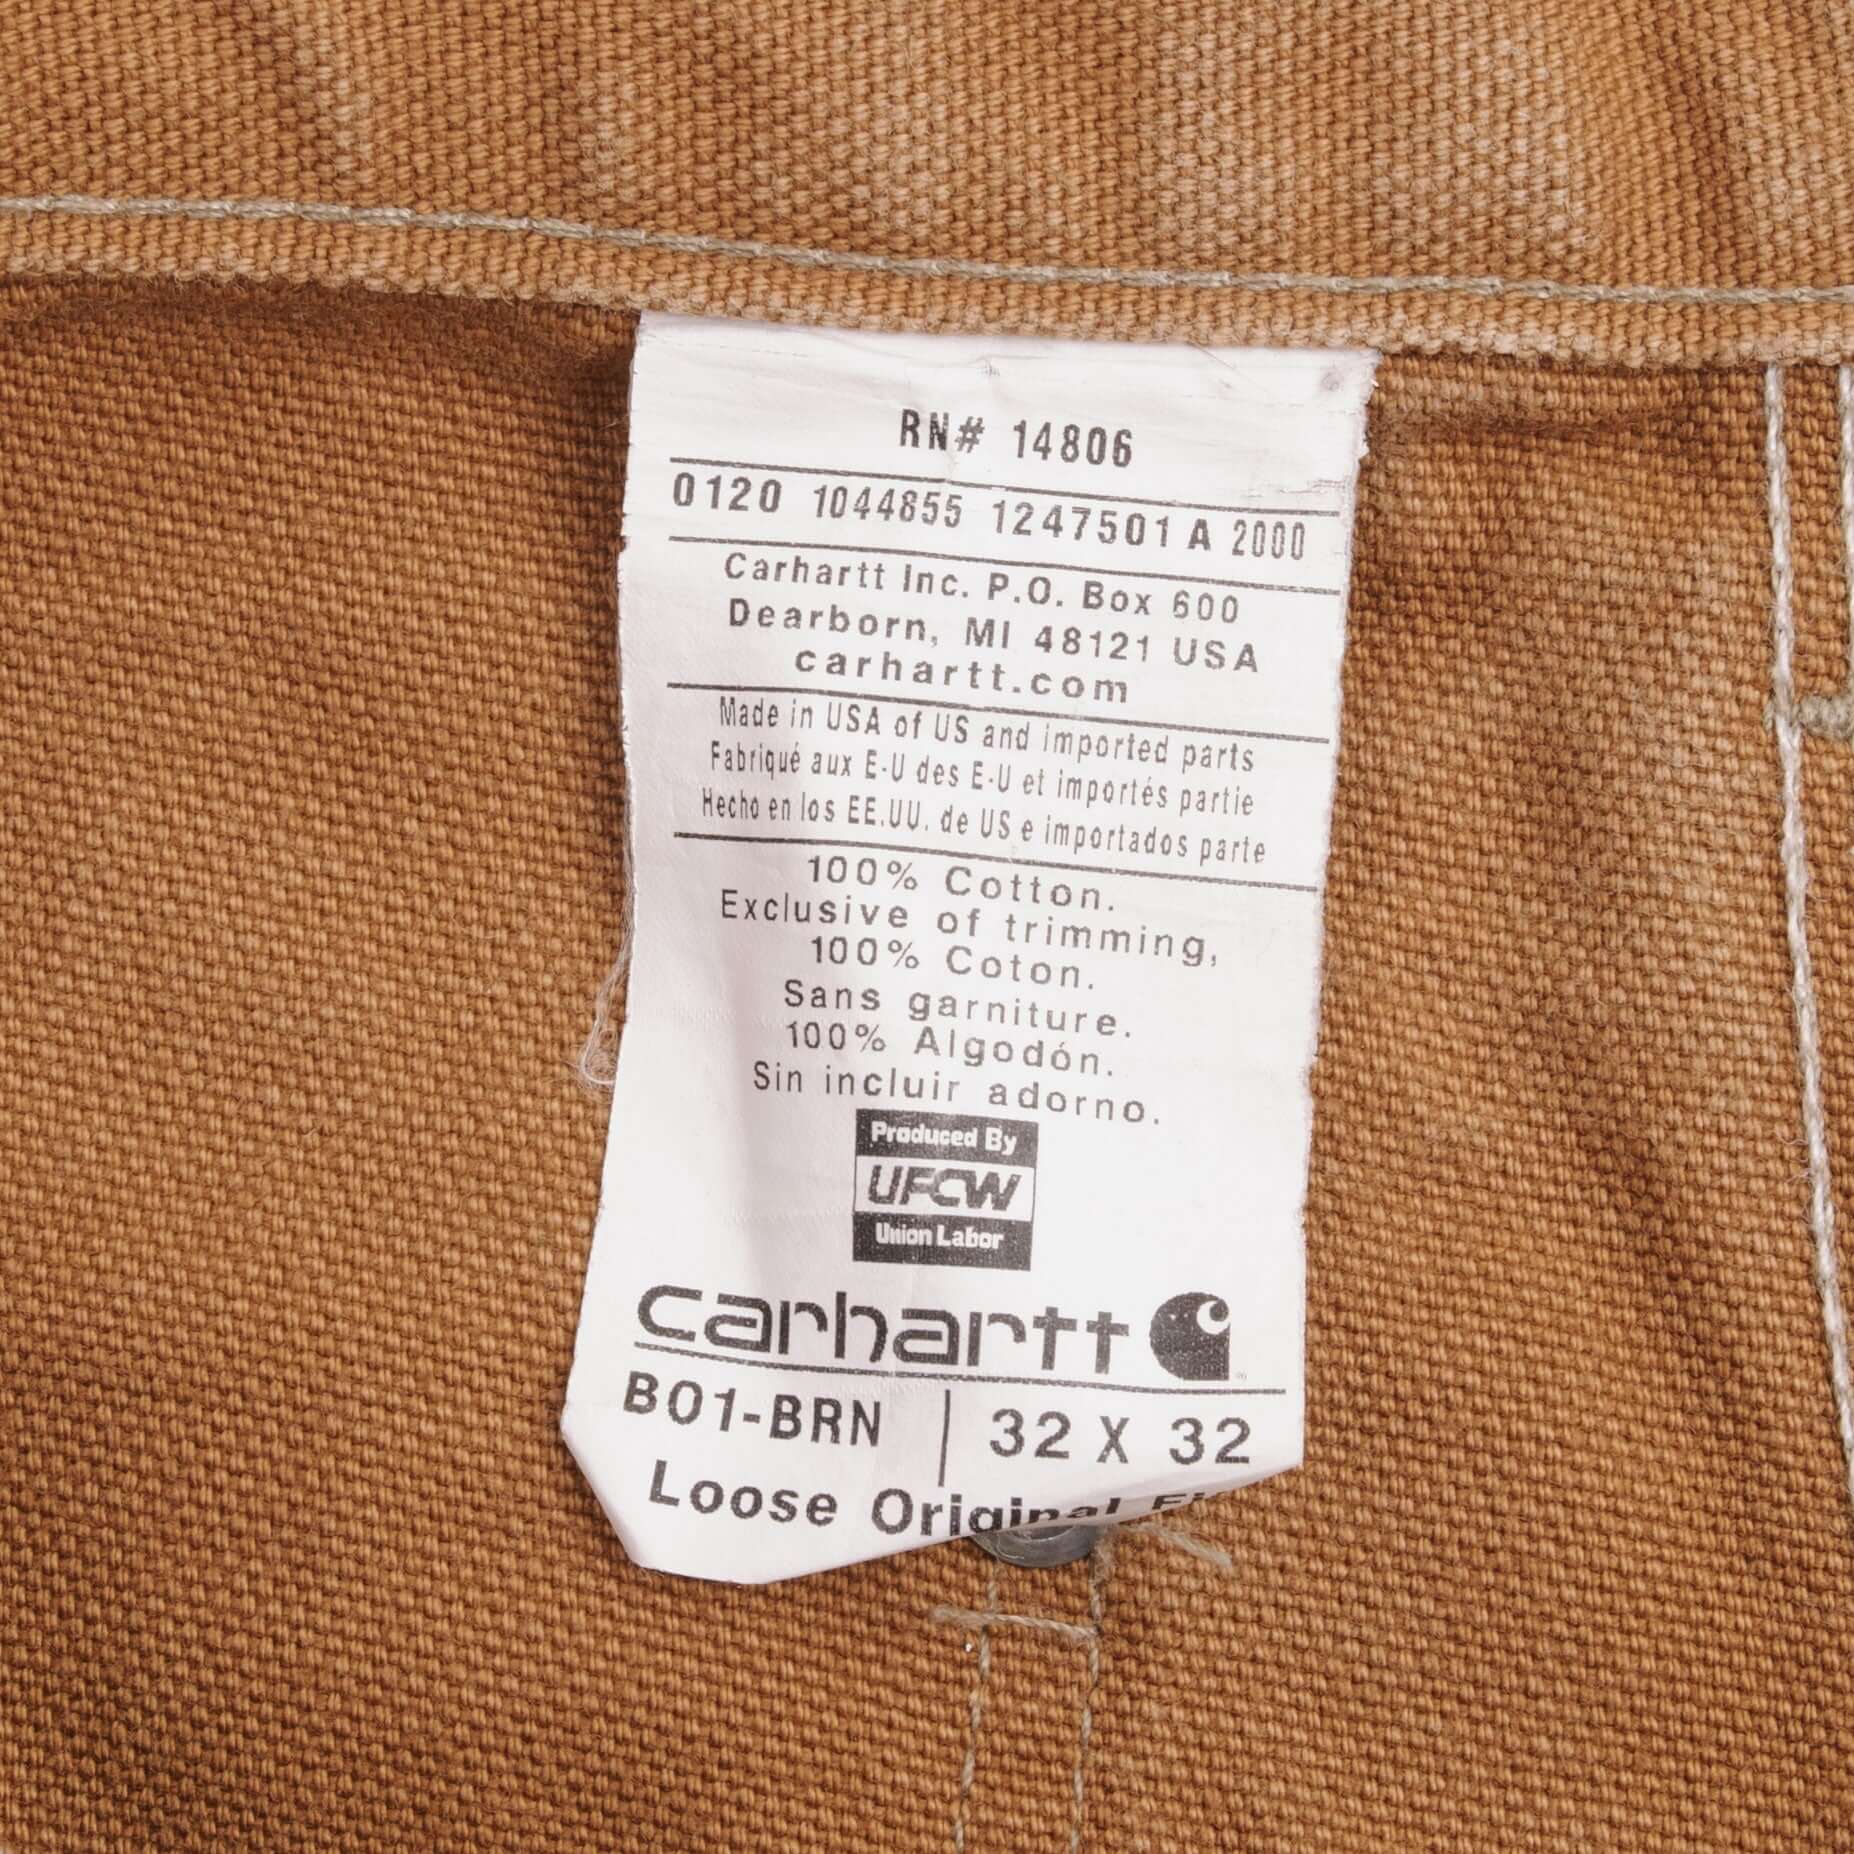 RN# 14806
0120 1044855 1247501 A 2000
Carhartt Inc. P.O. Box 600
Dearborn, MI 48121 USA
carhartt.com
Made in USA of US and imported parts
Fabriqué aux E-U des E-U et importés partie
Hecho en los EE.UU. de US e importados parte
100% Cotton.
Exclusive of trimming,
100% Coton.
Sans garniture.
100% Algodón.
Sin incluir adorno.
Produced By
UFCW
Union Labor
carhartt
B01-BRN | 32 X 32
Loose Original